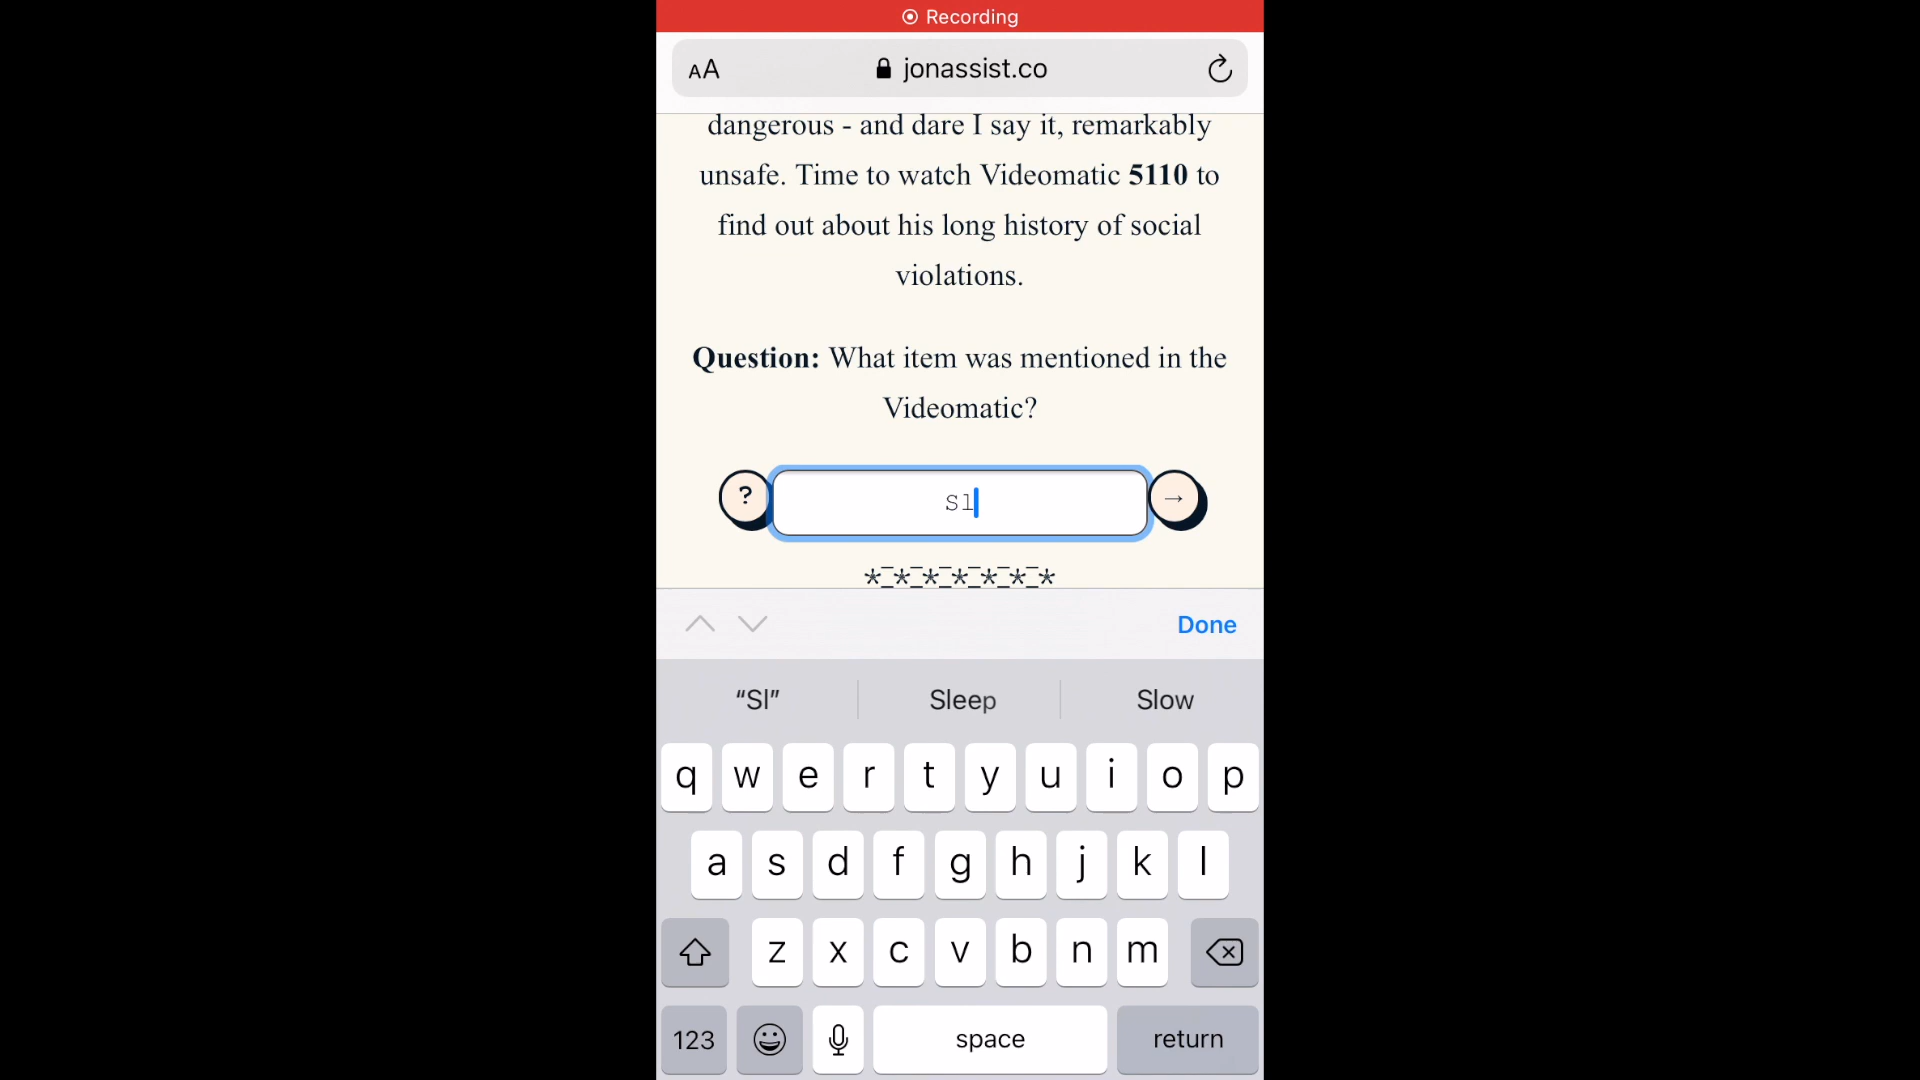 Recording
AA jonassist.co
dangerous - and dare I say it, remarkably
unsafe. Time to watch Videomatic 5110 to
find out about his long history of social
violations.
Question: What item was mentioned in the
Videomatic?
? Sl →
*_*_*_*_*_*_*
Done
“Sl” Sleep Slow
q w e r t y u i o p
a s d f g h j k l
z x c v b n m
123 space return